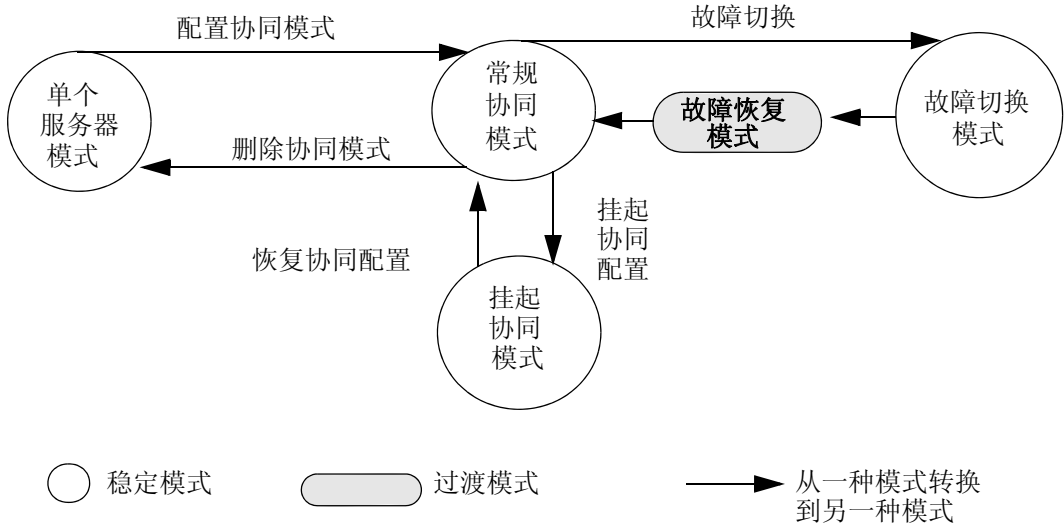 配置协同模式
故障切换
单个
服务器
模式
常规
协同
模式
故障恢复
模式
故障切换
模式
删除协同模式
恢复协同配置
挂起
协同
配置
挂起
协同
模式
稳定模式
过渡模式
从一种模式转换
到另一种模式